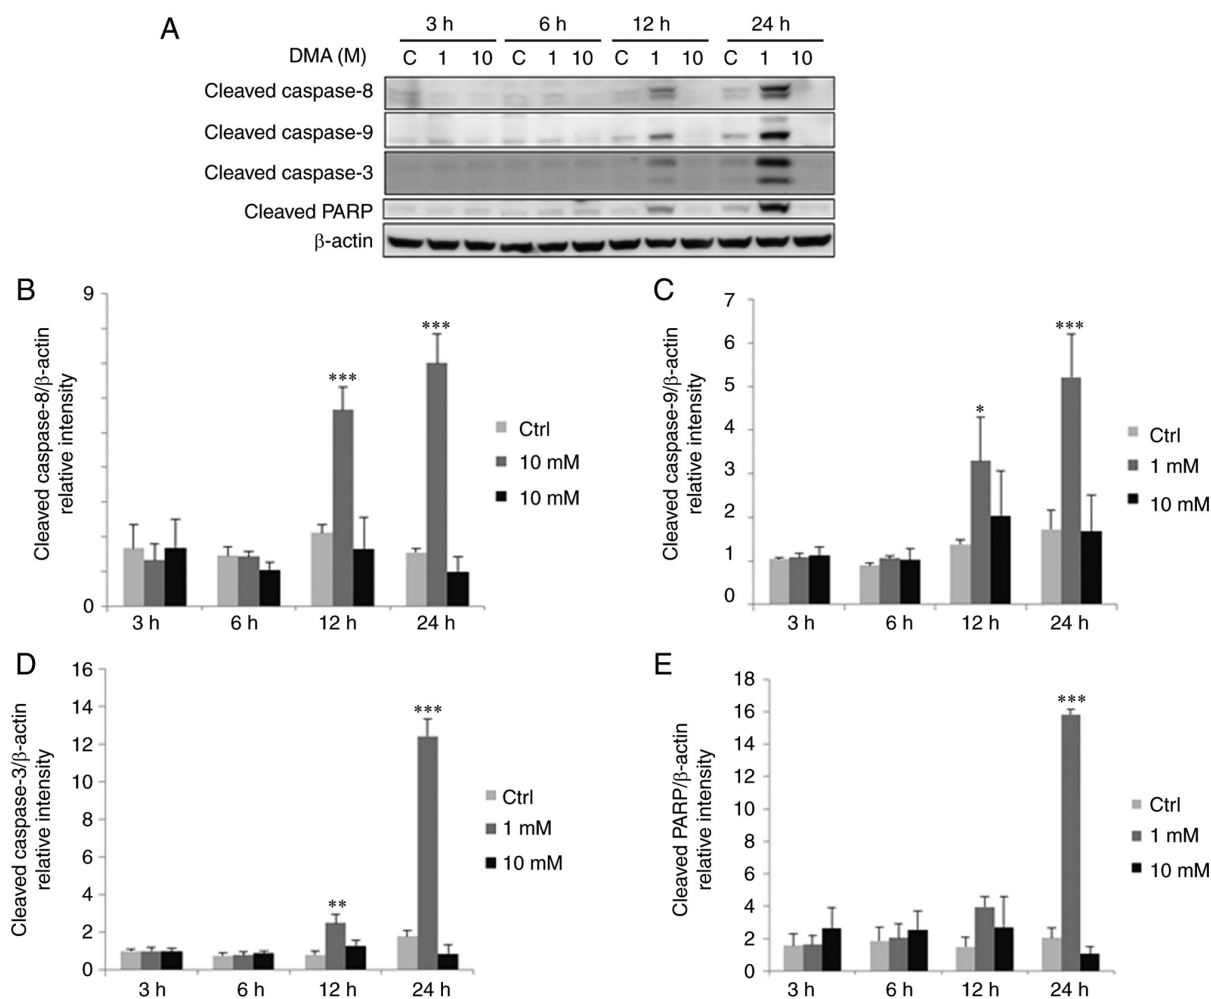 A
3 h 6 h 12 h 24 h
DMA (M) C 1 10 C 1 10 C 1 10 C 1 10
Cleaved caspase-8
Cleaved caspase-9
Cleaved caspase-3
Cleaved PARP
β-actin
B
Cleaved caspase-8/β-actin
relative intensity
9
0
***
***
3 h 6 h 12 h 24 h
Ctrl
10 mM
10 mM
C
Cleaved caspase-9/β-actin
relative intensity
7
6
5
4
3
2
1
0
*
***
3 h 6 h 12 h 24 h
Ctrl
1 mM
10 mM
D
Cleaved caspase-3/β-actin
relative intensity
16
14
12
10
8
6
4
2
0
**
***
3 h 6 h 12 h 24 h
Ctrl
1 mM
10 mM
E
Cleaved PARP/β-actin
relative intensity
18
16
14
12
10
8
6
4
2
0
***
3 h 6 h 12 h 24 h
Ctrl
1 mM
10 mM